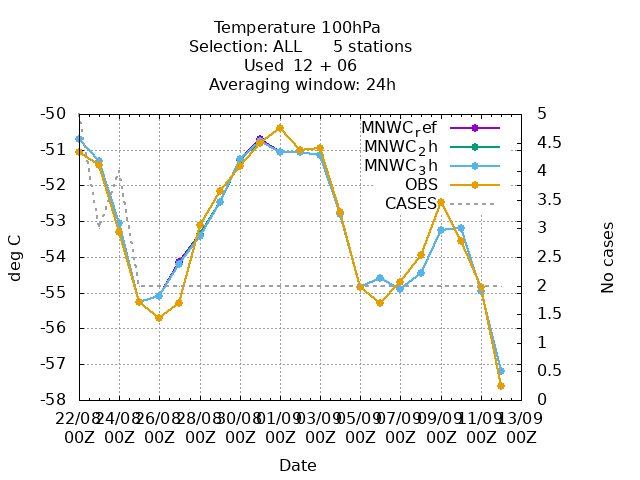 Temperature 100hPa
Selection: ALL 5 stations
Used 12 + 06
Averaging window: 24h
MNWC_ref
MNWC_2h
MNWC_3h
OBS
CASES
-50
-51
-52
-53
-54
-55
-56
-57
-58
deg C
5
4.5
4
3.5
3
2.5
2
1.5
1
0.5
0
No cases
22/08 24/08 26/08 28/08 30/08 01/09 03/09 05/09 07/09 09/09 11/09 13/09
00Z 00Z 00Z 00Z 00Z 00Z 00Z 00Z 00Z 00Z 00Z 00Z
Date